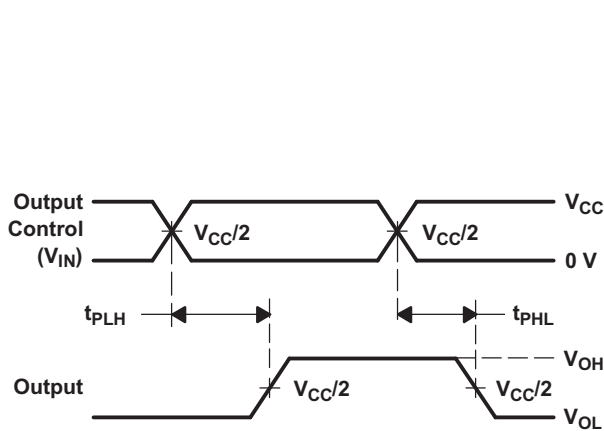 Output
Control
(VIN)
VCC/2
VCC/2
VCC
0 V
tPLH
tPHL
Output
VCC/2
VCC/2
VOH
VOL